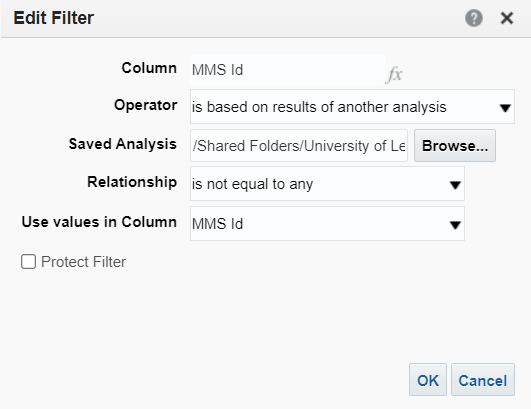 Edit Filter
Column MMS Id fx
Operator is based on results of another analysis
Saved Analysis /Shared Folders/University of Le Browse...
Relationship is not equal to any
Use values in Column MMS Id
Protect Filter
OK Cancel